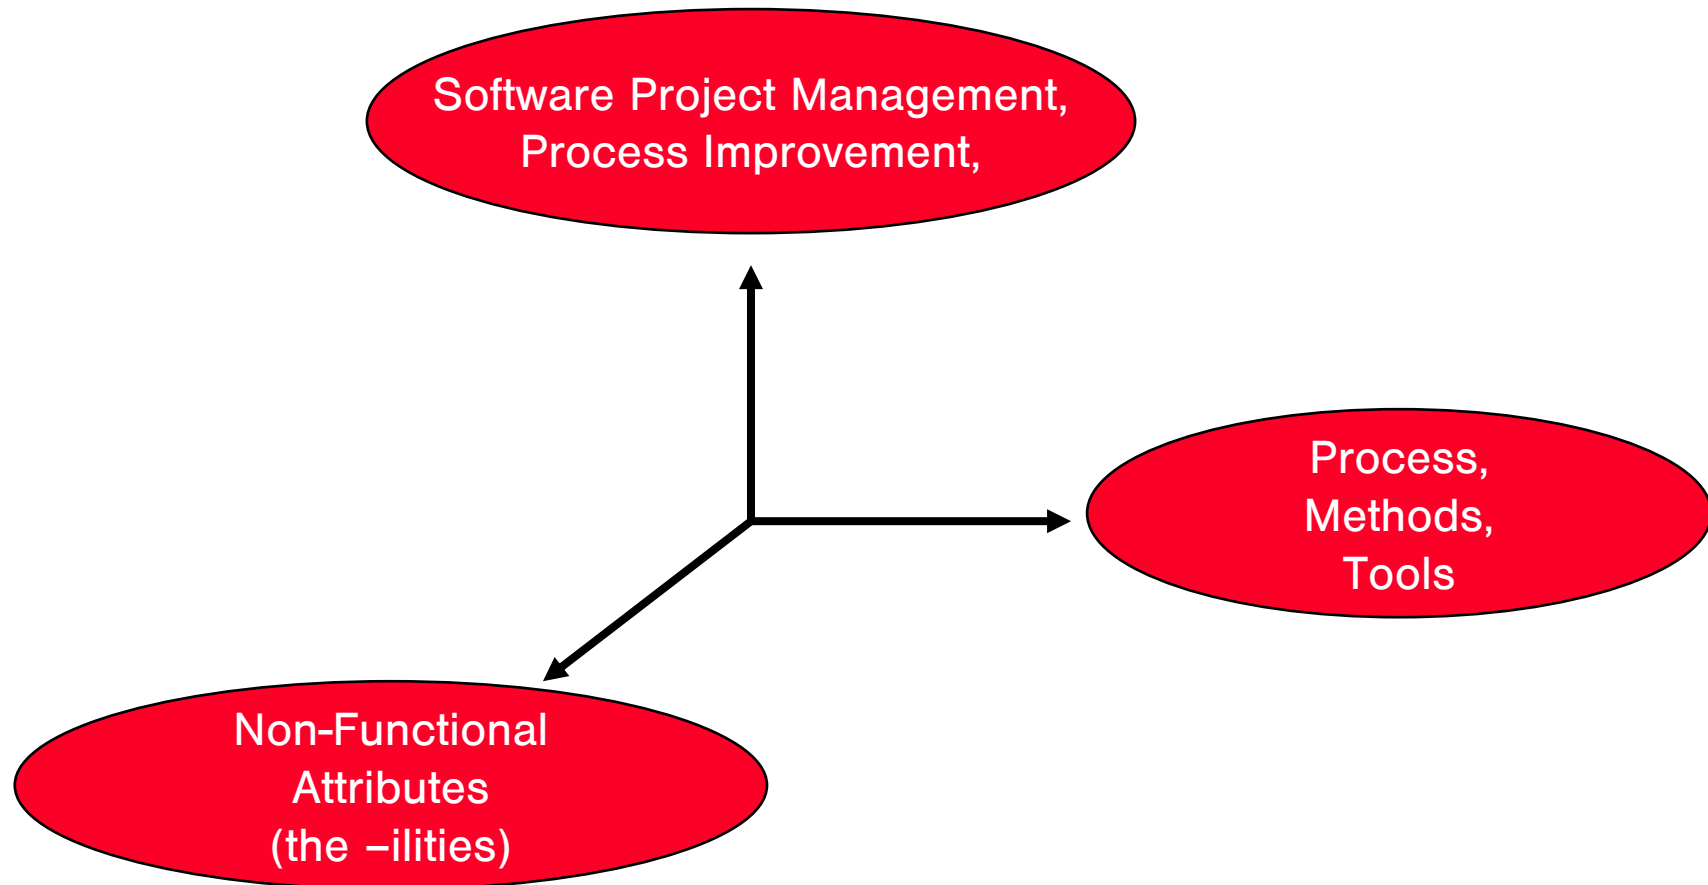 Software Project Management,
Process Improvement,
Process,
Methods,
Tools
Non-Functional
Attributes
(the –ilities)